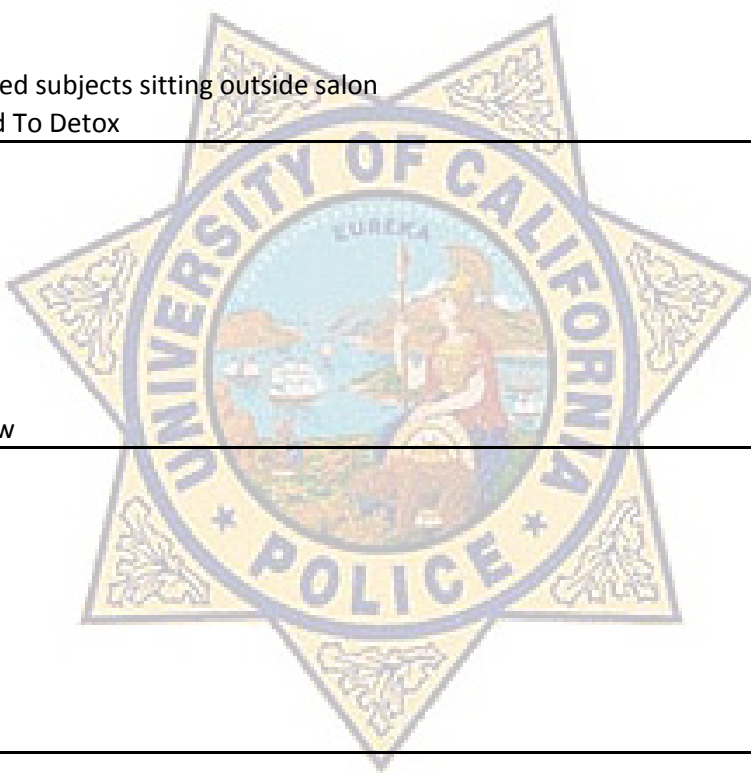 ed subjects sitting outside salon
d To Detox
UNIVERSITY OF CALIFORNIA
EUREKA
w
POLICE